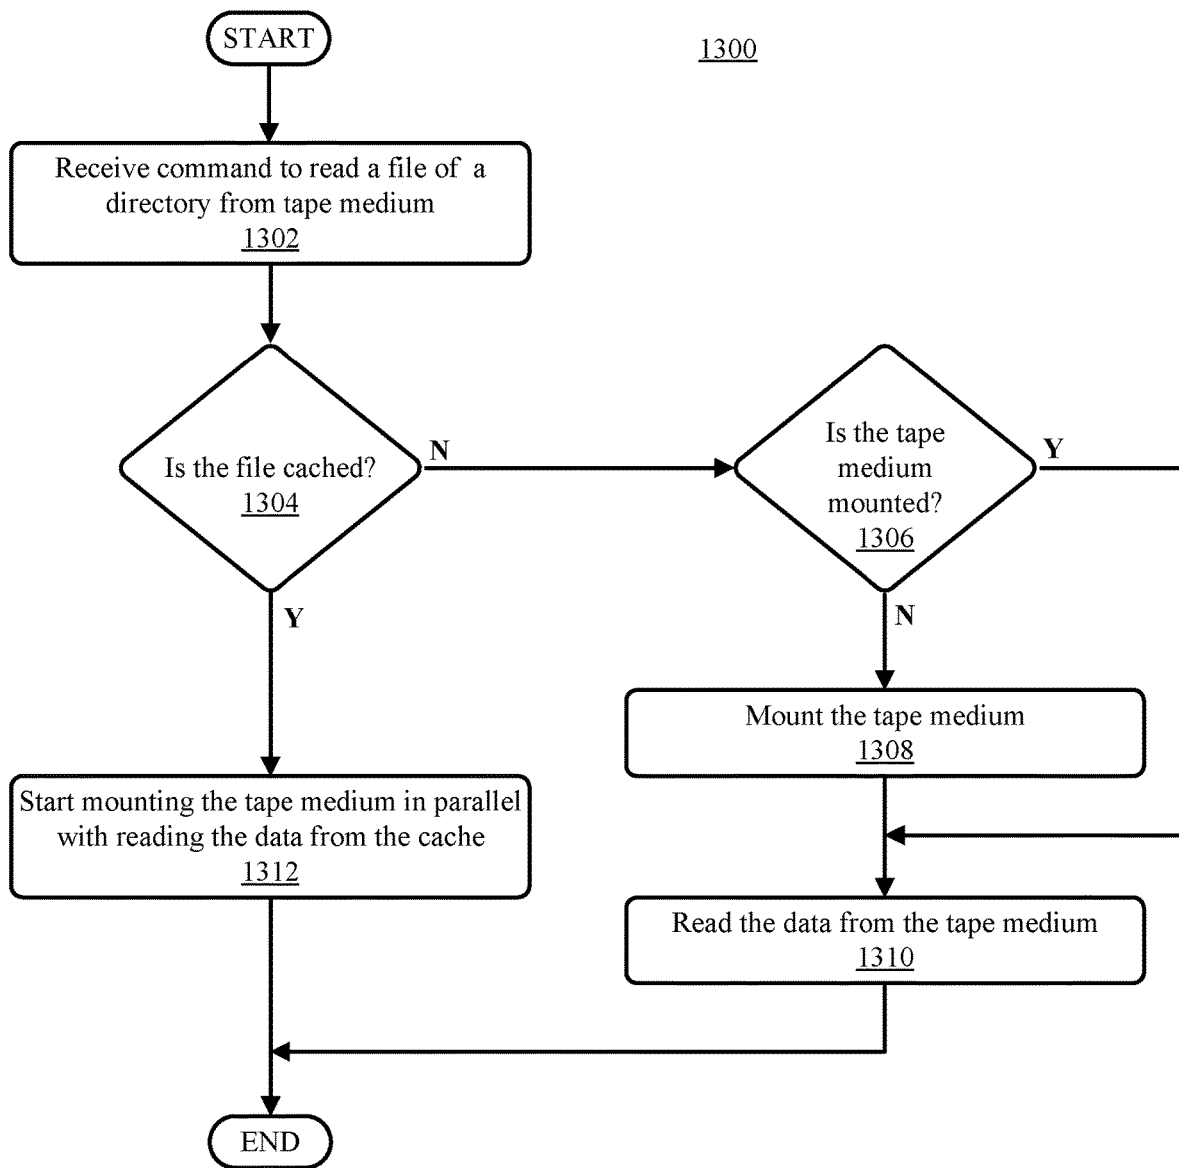 START
1300
Receive command to read a file of a
directory from tape medium
1302
Is the file cached?
1304
N
Is the tape
medium
mounted?
1306
Y
Y
N
Mount the tape medium
1308
Start mounting the tape medium in parallel
with reading the data from the cache
1312
Read the data from the tape medium
1310
END